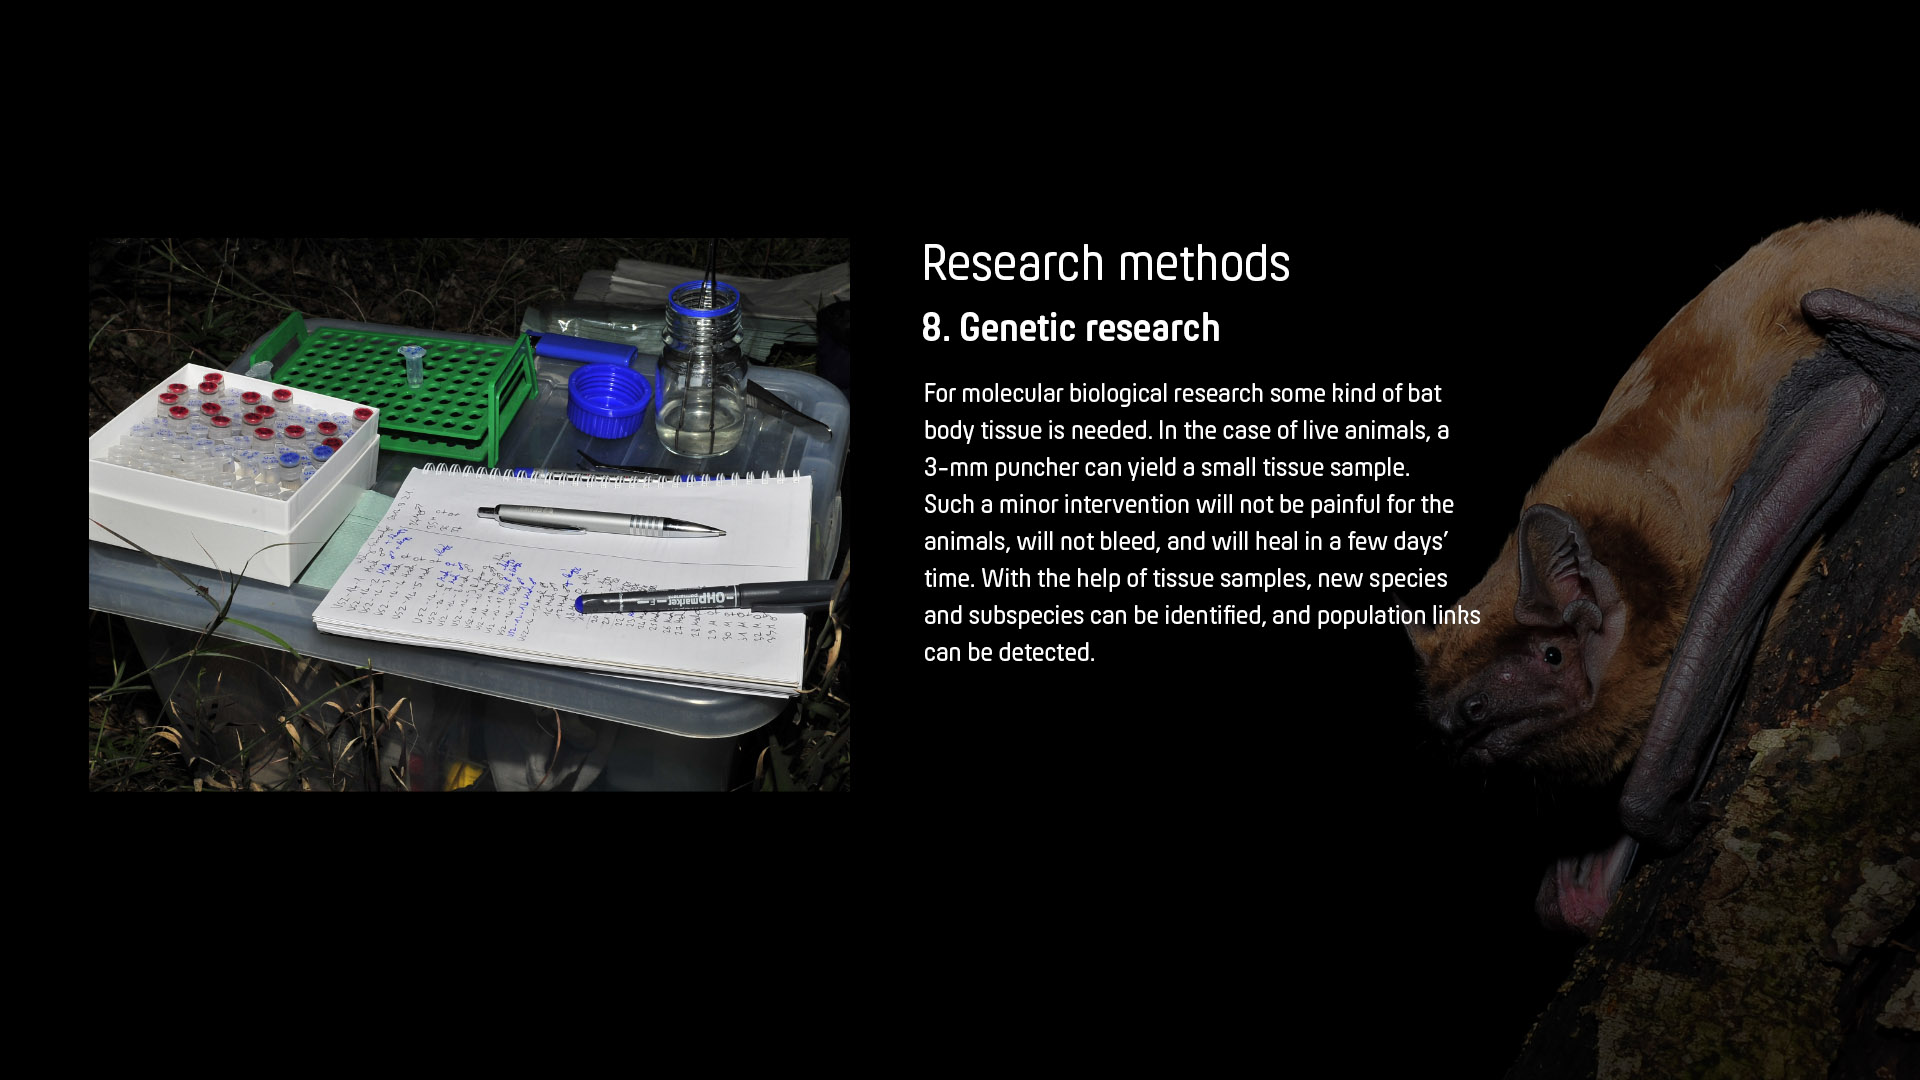 Research methods
8. Genetic research
For molecular biological research some kind of bat
body tissue is needed. In the case of live animals, a
3-mm puncher can yield a small tissue sample.
Such a minor intervention will not be painful for the
animals, will not bleed, and will heal in a few days’
time. With the help of tissue samples, new species
and subspecies can be identified, and population links
can be detected.
OHPmarker